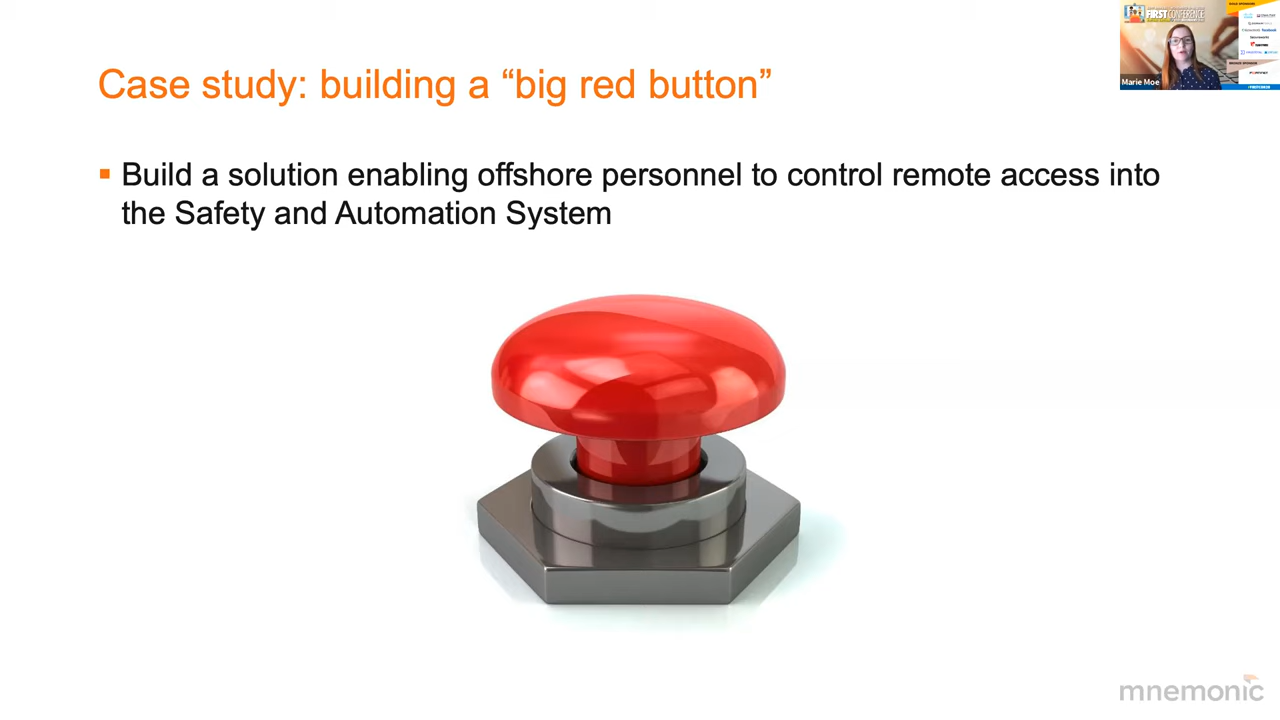 Case study: building a “big red button”
Build a solution enabling offshore personnel to control remote access into
the Safety and Automation System
FIRSTCONFERENCE
Marie Moe
mnemonic